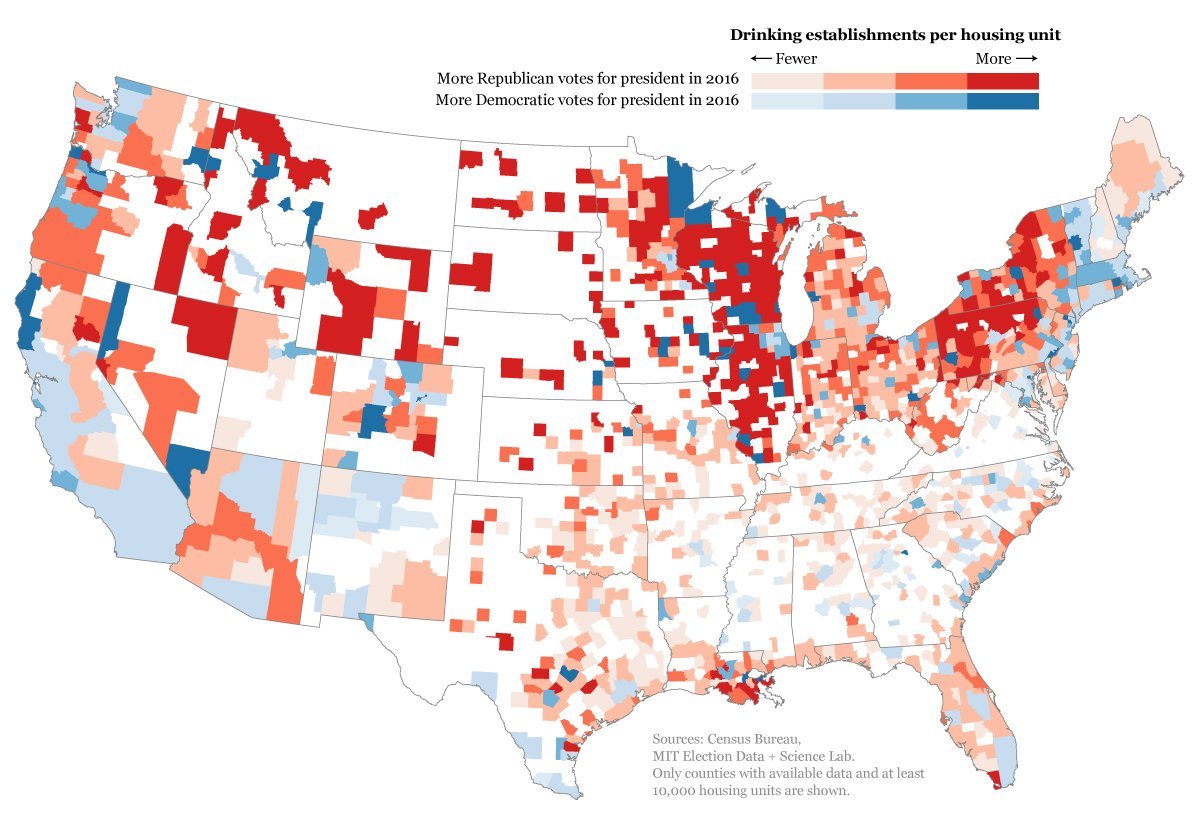 Drinking establishments per housing unit
← Fewer More →
More Republican votes for president in 2016
More Democratic votes for president in 2016
Sources: Census Bureau,
MIT Election Data + Science Lab.
Only counties with available data and at least
10,000 housing units are shown.